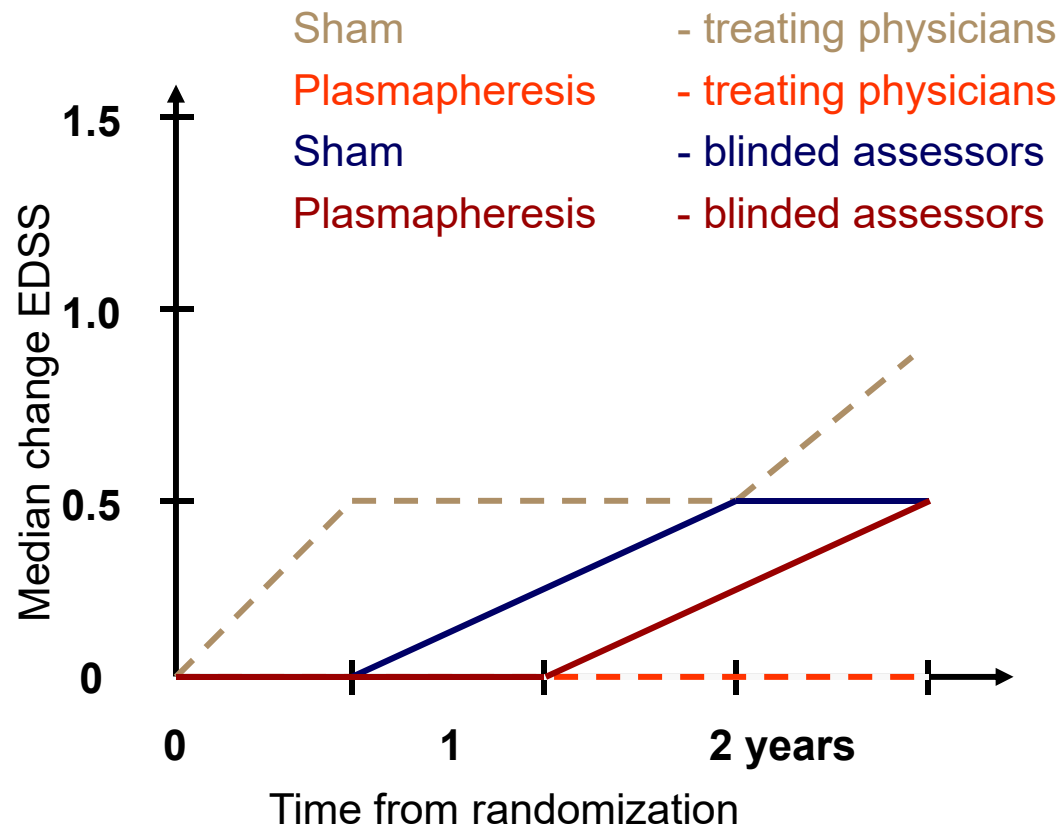 Sham - treating physicians
Plasmapheresis - treating physicians
Sham - blinded assessors
Plasmapheresis - blinded assessors
Median change EDSS
1.5
1.0
0.5
0
0 1 2 years
Time from randomization